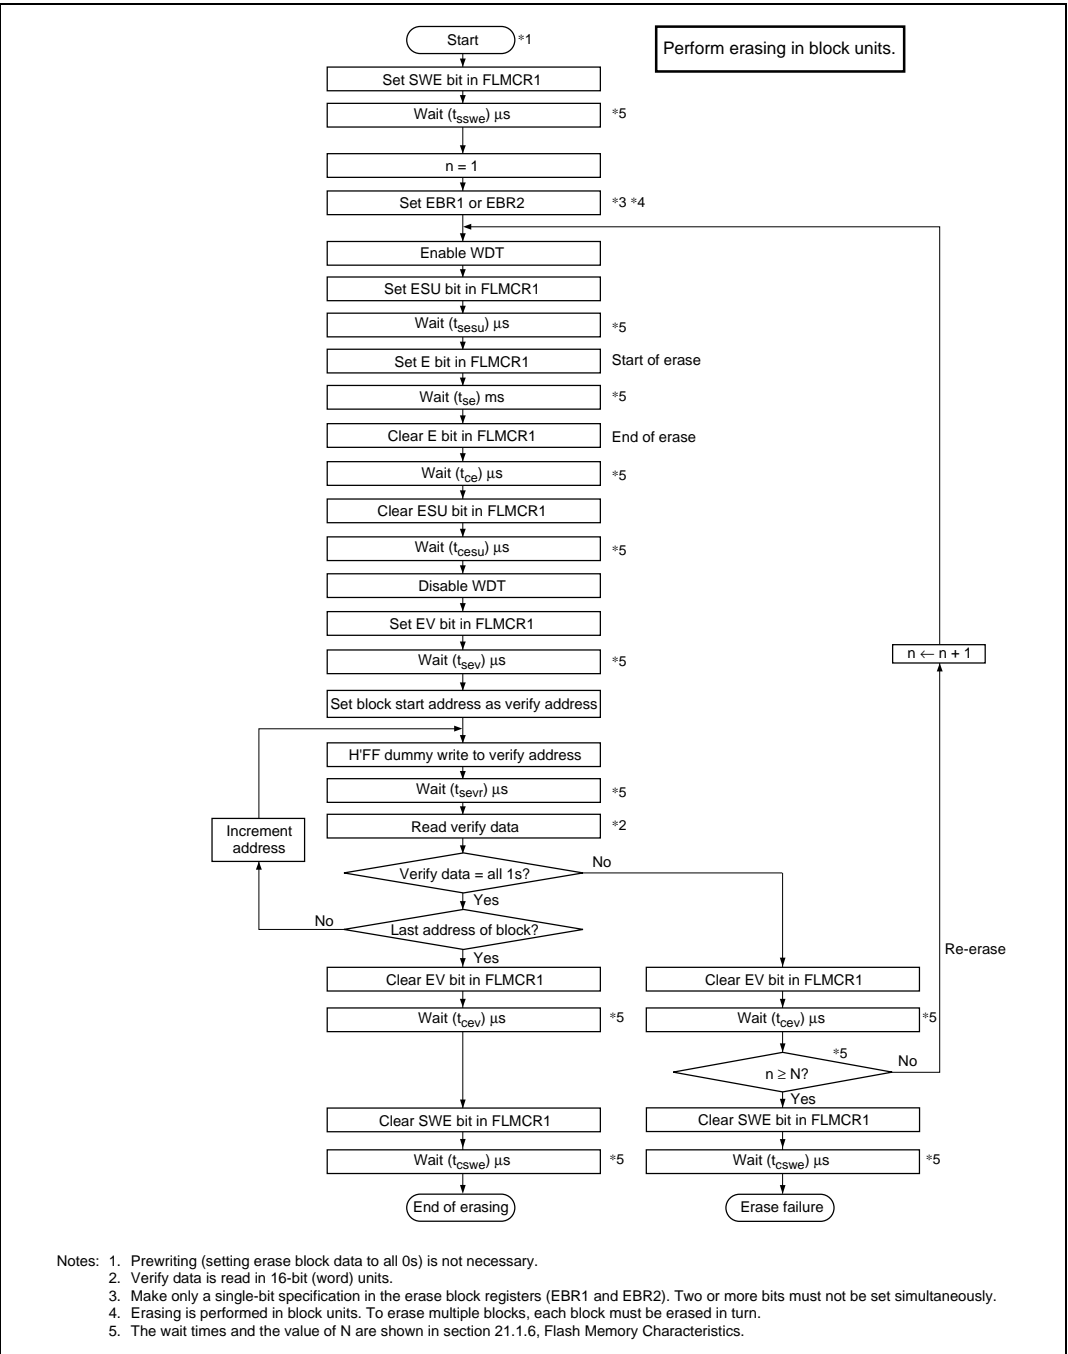 Start *1
Perform erasing in block units.
Set SWE bit in FLMCR1
Wait (tsswe) µs *5
n = 1
Set EBR1 or EBR2 *3 *4
Enable WDT
Set ESU bit in FLMCR1
Wait (tsesu) µs *5
Set E bit in FLMCR1 Start of erase
Wait (tse) ms *5
Clear E bit in FLMCR1 End of erase
Wait (tce) µs *5
Clear ESU bit in FLMCR1
Wait (tcesu) µs *5
Disable WDT
Set EV bit in FLMCR1
n ← n + 1
Wait (tsev) µs *5
Set block start address as verify address
H'FF dummy write to verify address
Wait (tsevr) µs *5
Increment
address
Read verify data *2
Verify data = all 1s? No
Yes
No Last address of block?
Yes
Re-erase
Clear EV bit in FLMCR1 Clear EV bit in FLMCR1
Wait (tcev) µs *5 Wait (tcev) µs *5
*5
n ≥ N? No
Yes
Clear SWE bit in FLMCR1 Clear SWE bit in FLMCR1
Wait (tcswe) µs *5 Wait (tcswe) µs *5
End of erasing Erase failure
Notes: 1. Prewriting (setting erase block data to all 0s) is not necessary.
2. Verify data is read in 16-bit (word) units.
3. Make only a single-bit specification in the erase block registers (EBR1 and EBR2). Two or more bits must not be set simultaneously.
4. Erasing is performed in block units. To erase multiple blocks, each block must be erased in turn.
5. The wait times and the value of N are shown in section 21.1.6, Flash Memory Characteristics.